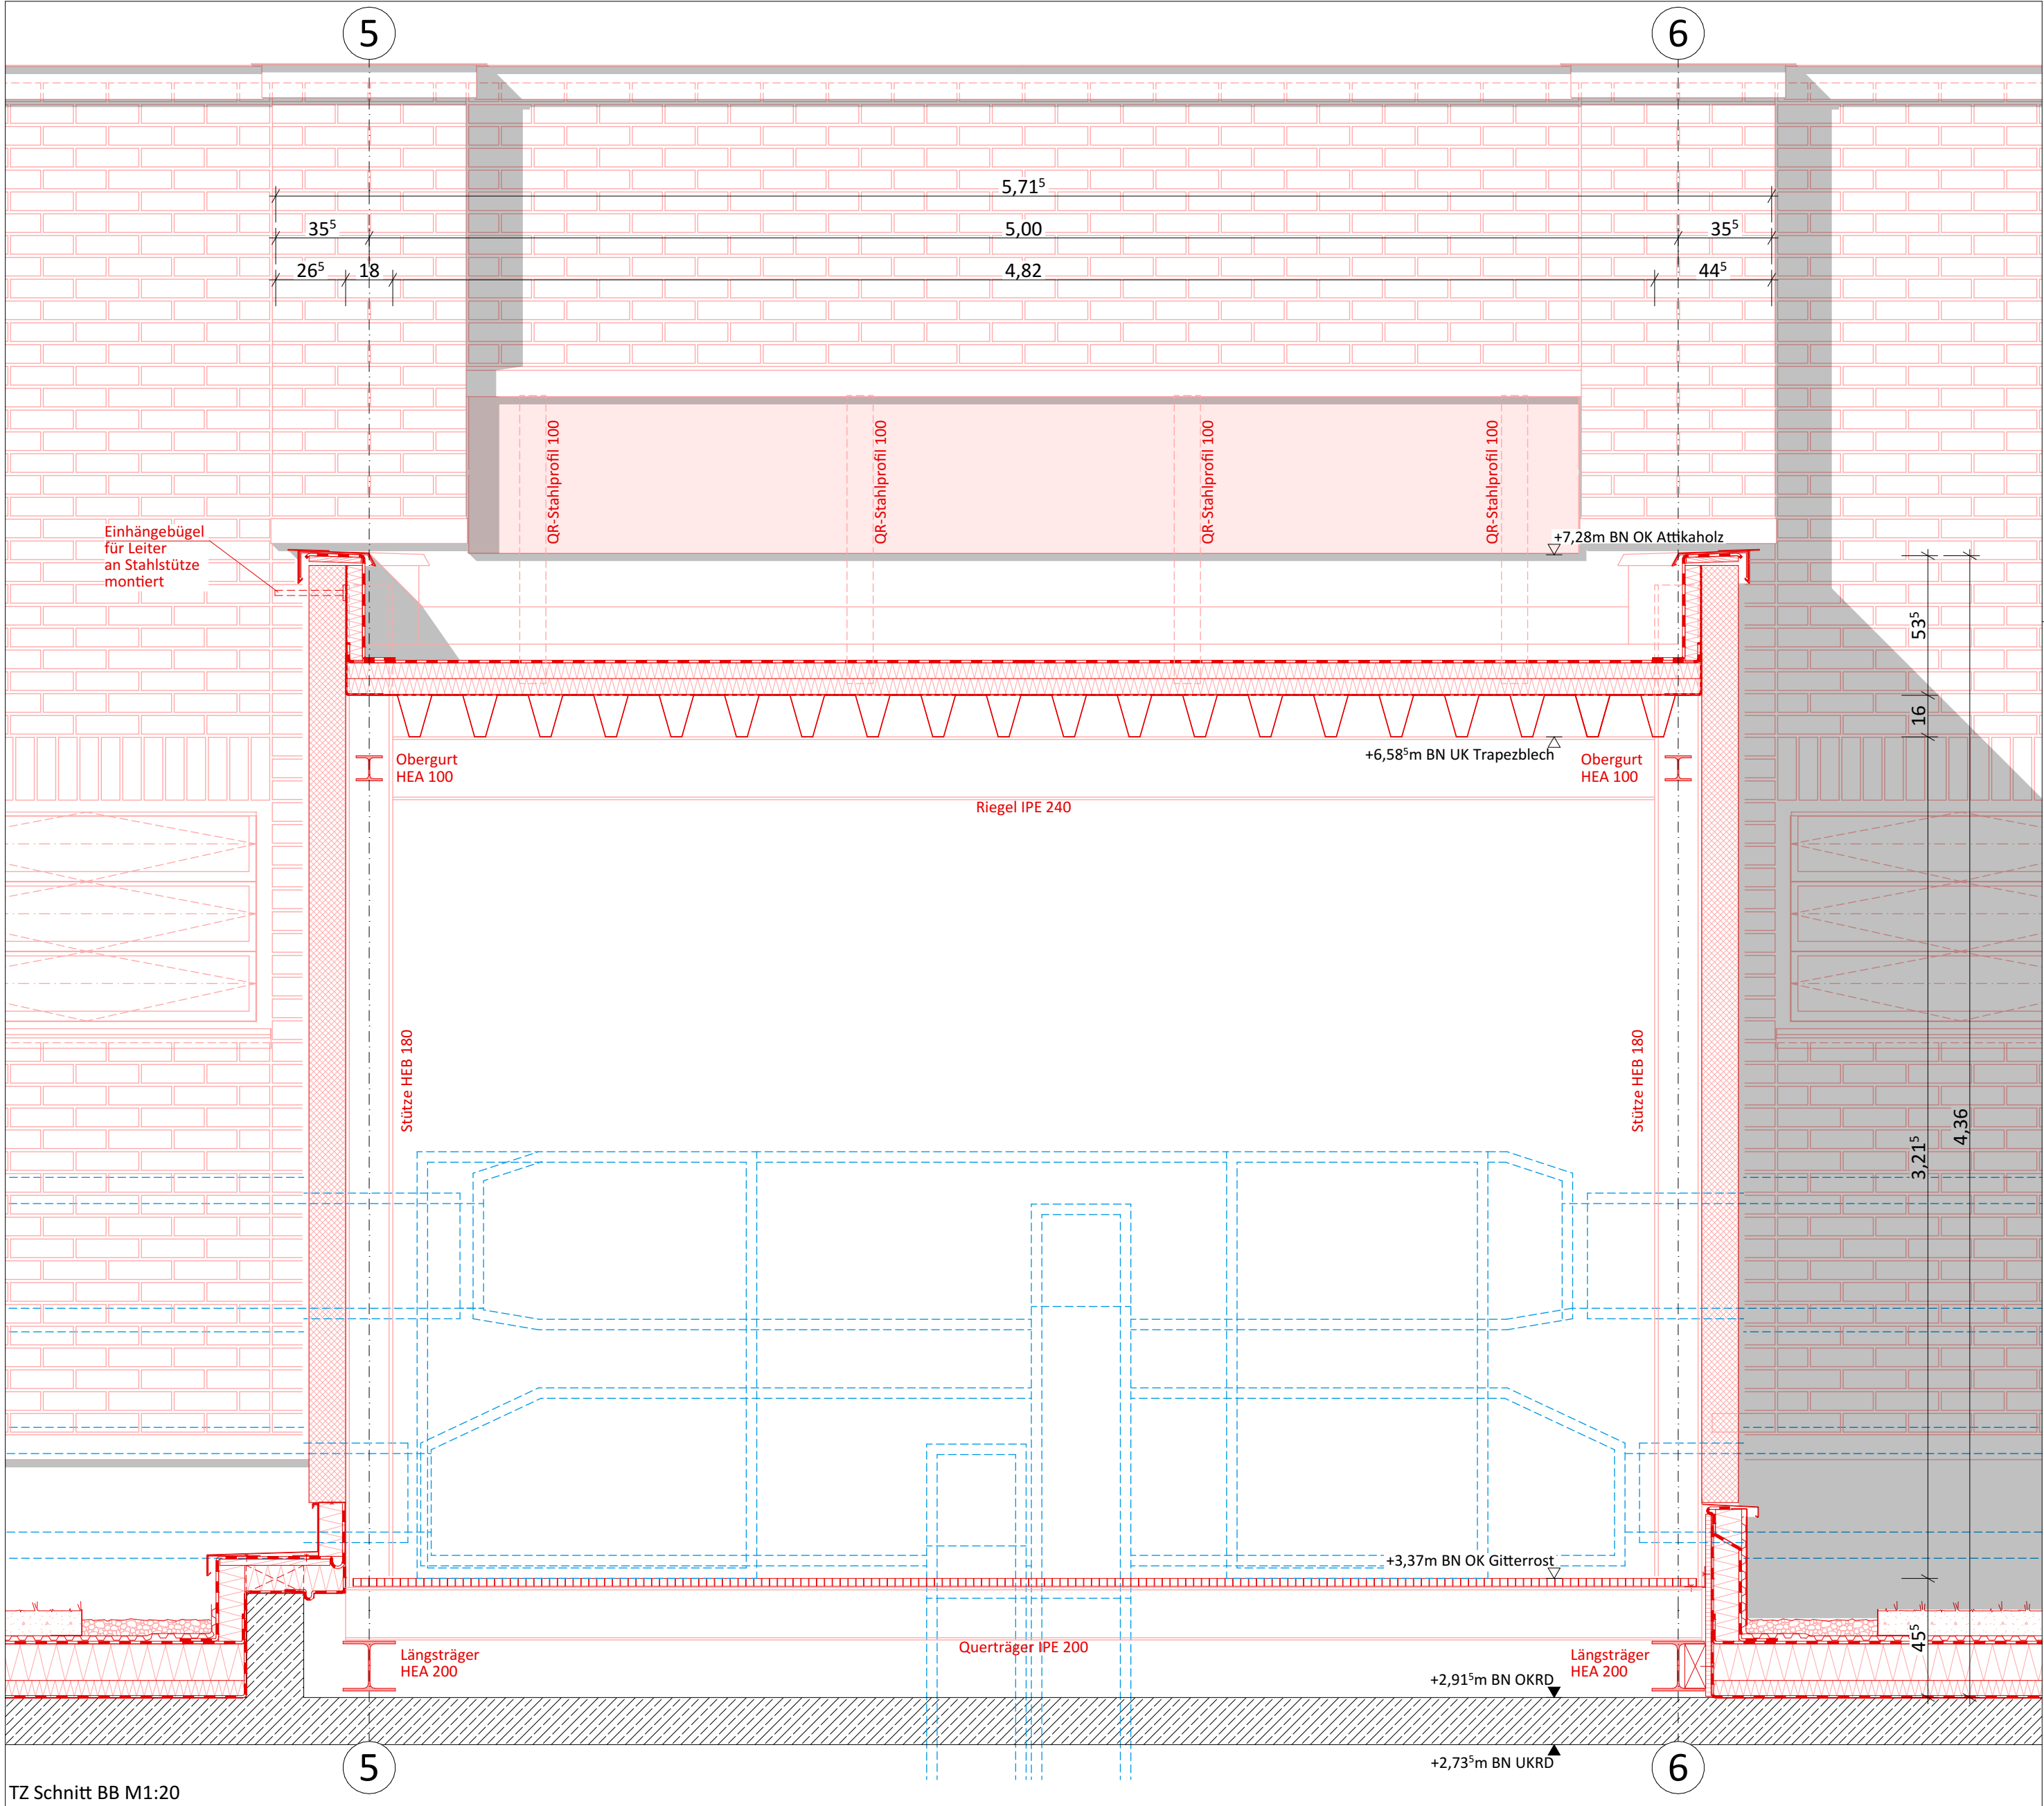 5
6
5,71⁵
35⁵
5,00
35⁵
26⁵
18
4,82
44⁵
QR-Stahlprofil 100
QR-Stahlprofil 100
QR-Stahlprofil 100
QR-Stahlprofil 100
Einhängebügel
für Leiter
an Stahlstütze
montiert
+7,28m BN OK Attikaholz
53⁵
16
Obergurt
HEA 100
+6,58⁵m BN UK Trapezblech
Obergurt
HEA 100
Riegel IPE 240
Stütze HEB 180
Stütze HEB 180
3,21⁵
4,36
+3,37m BN OK Gitterrost
Längsträger
HEA 200
Querträger IPE 200
Längsträger
HEA 200
45⁵
+2,91⁵m BN OKRD
+2,73⁵m BN UKRD
5
6
TZ Schnitt BB M1:20